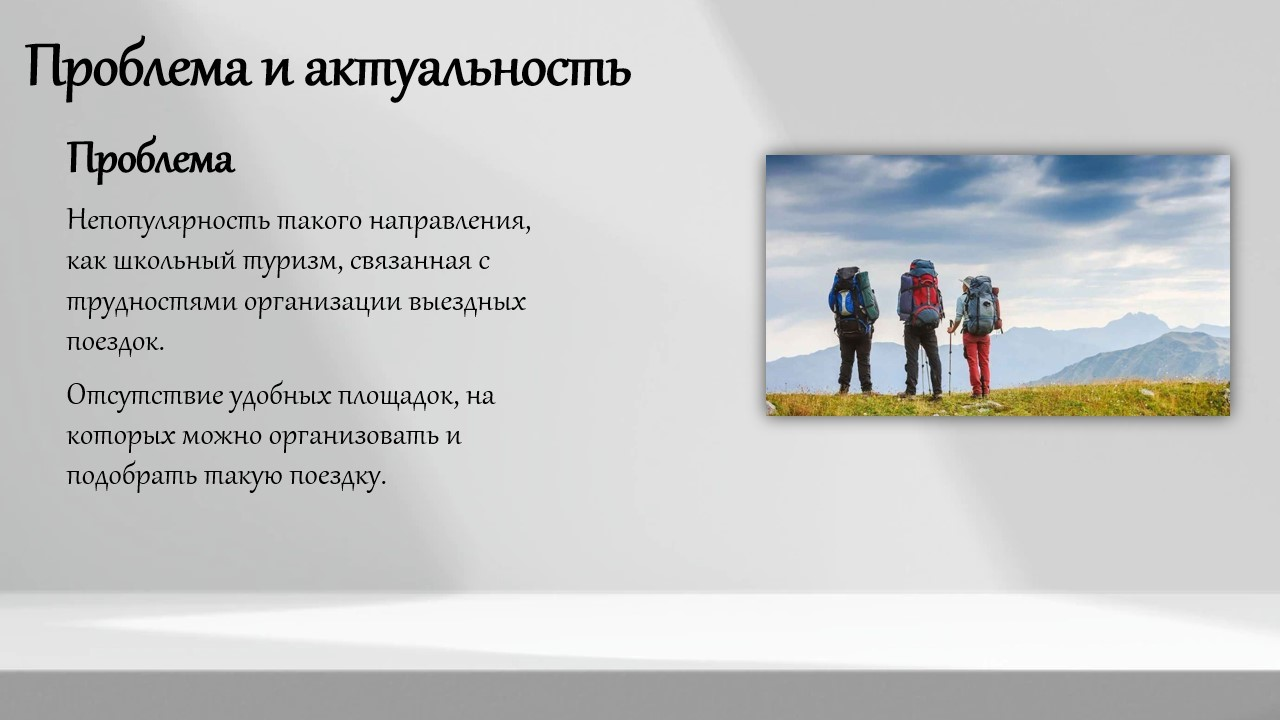 Проблема и актуальность
Проблема
Непопулярность такого направления,
как школьный туризм, связанная с
трудностями организации выездных
поездок.
Отсутствие удобных площадок, на
которых можно организовать и
подобрать такую поездку.